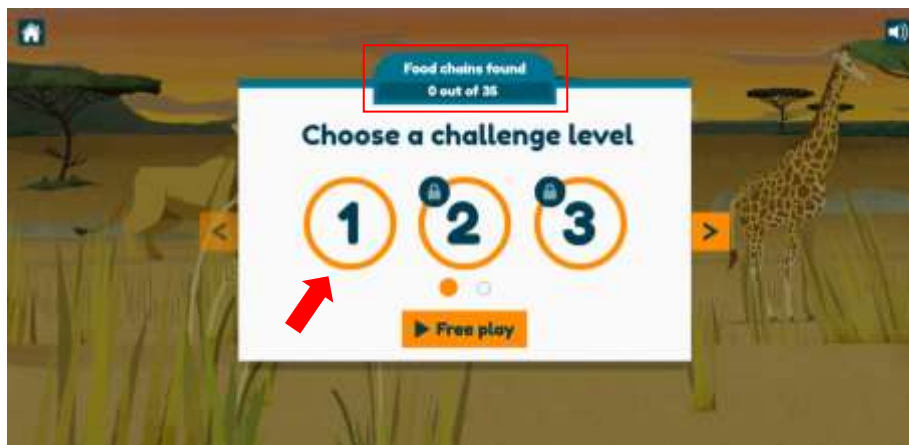 Food chains found
0 out of 35
Choose a challenge level
1 2 3
< >
Free play